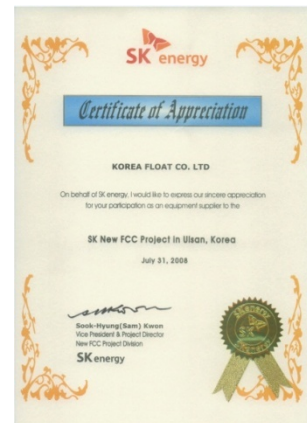 SK energy
Certificate of Appreciation
KOREA FLOAT CO. LTD
On behalf of SK energy, I would like to express our sincere appreciation
for your participation as an equipment supplier to the
SK New FCC Project in Ulsan, Korea
July 31, 2008
Sook-Hyung(Sam) Kwon
Vice President & Project Director
New FCC Project Division
SK energy
SK